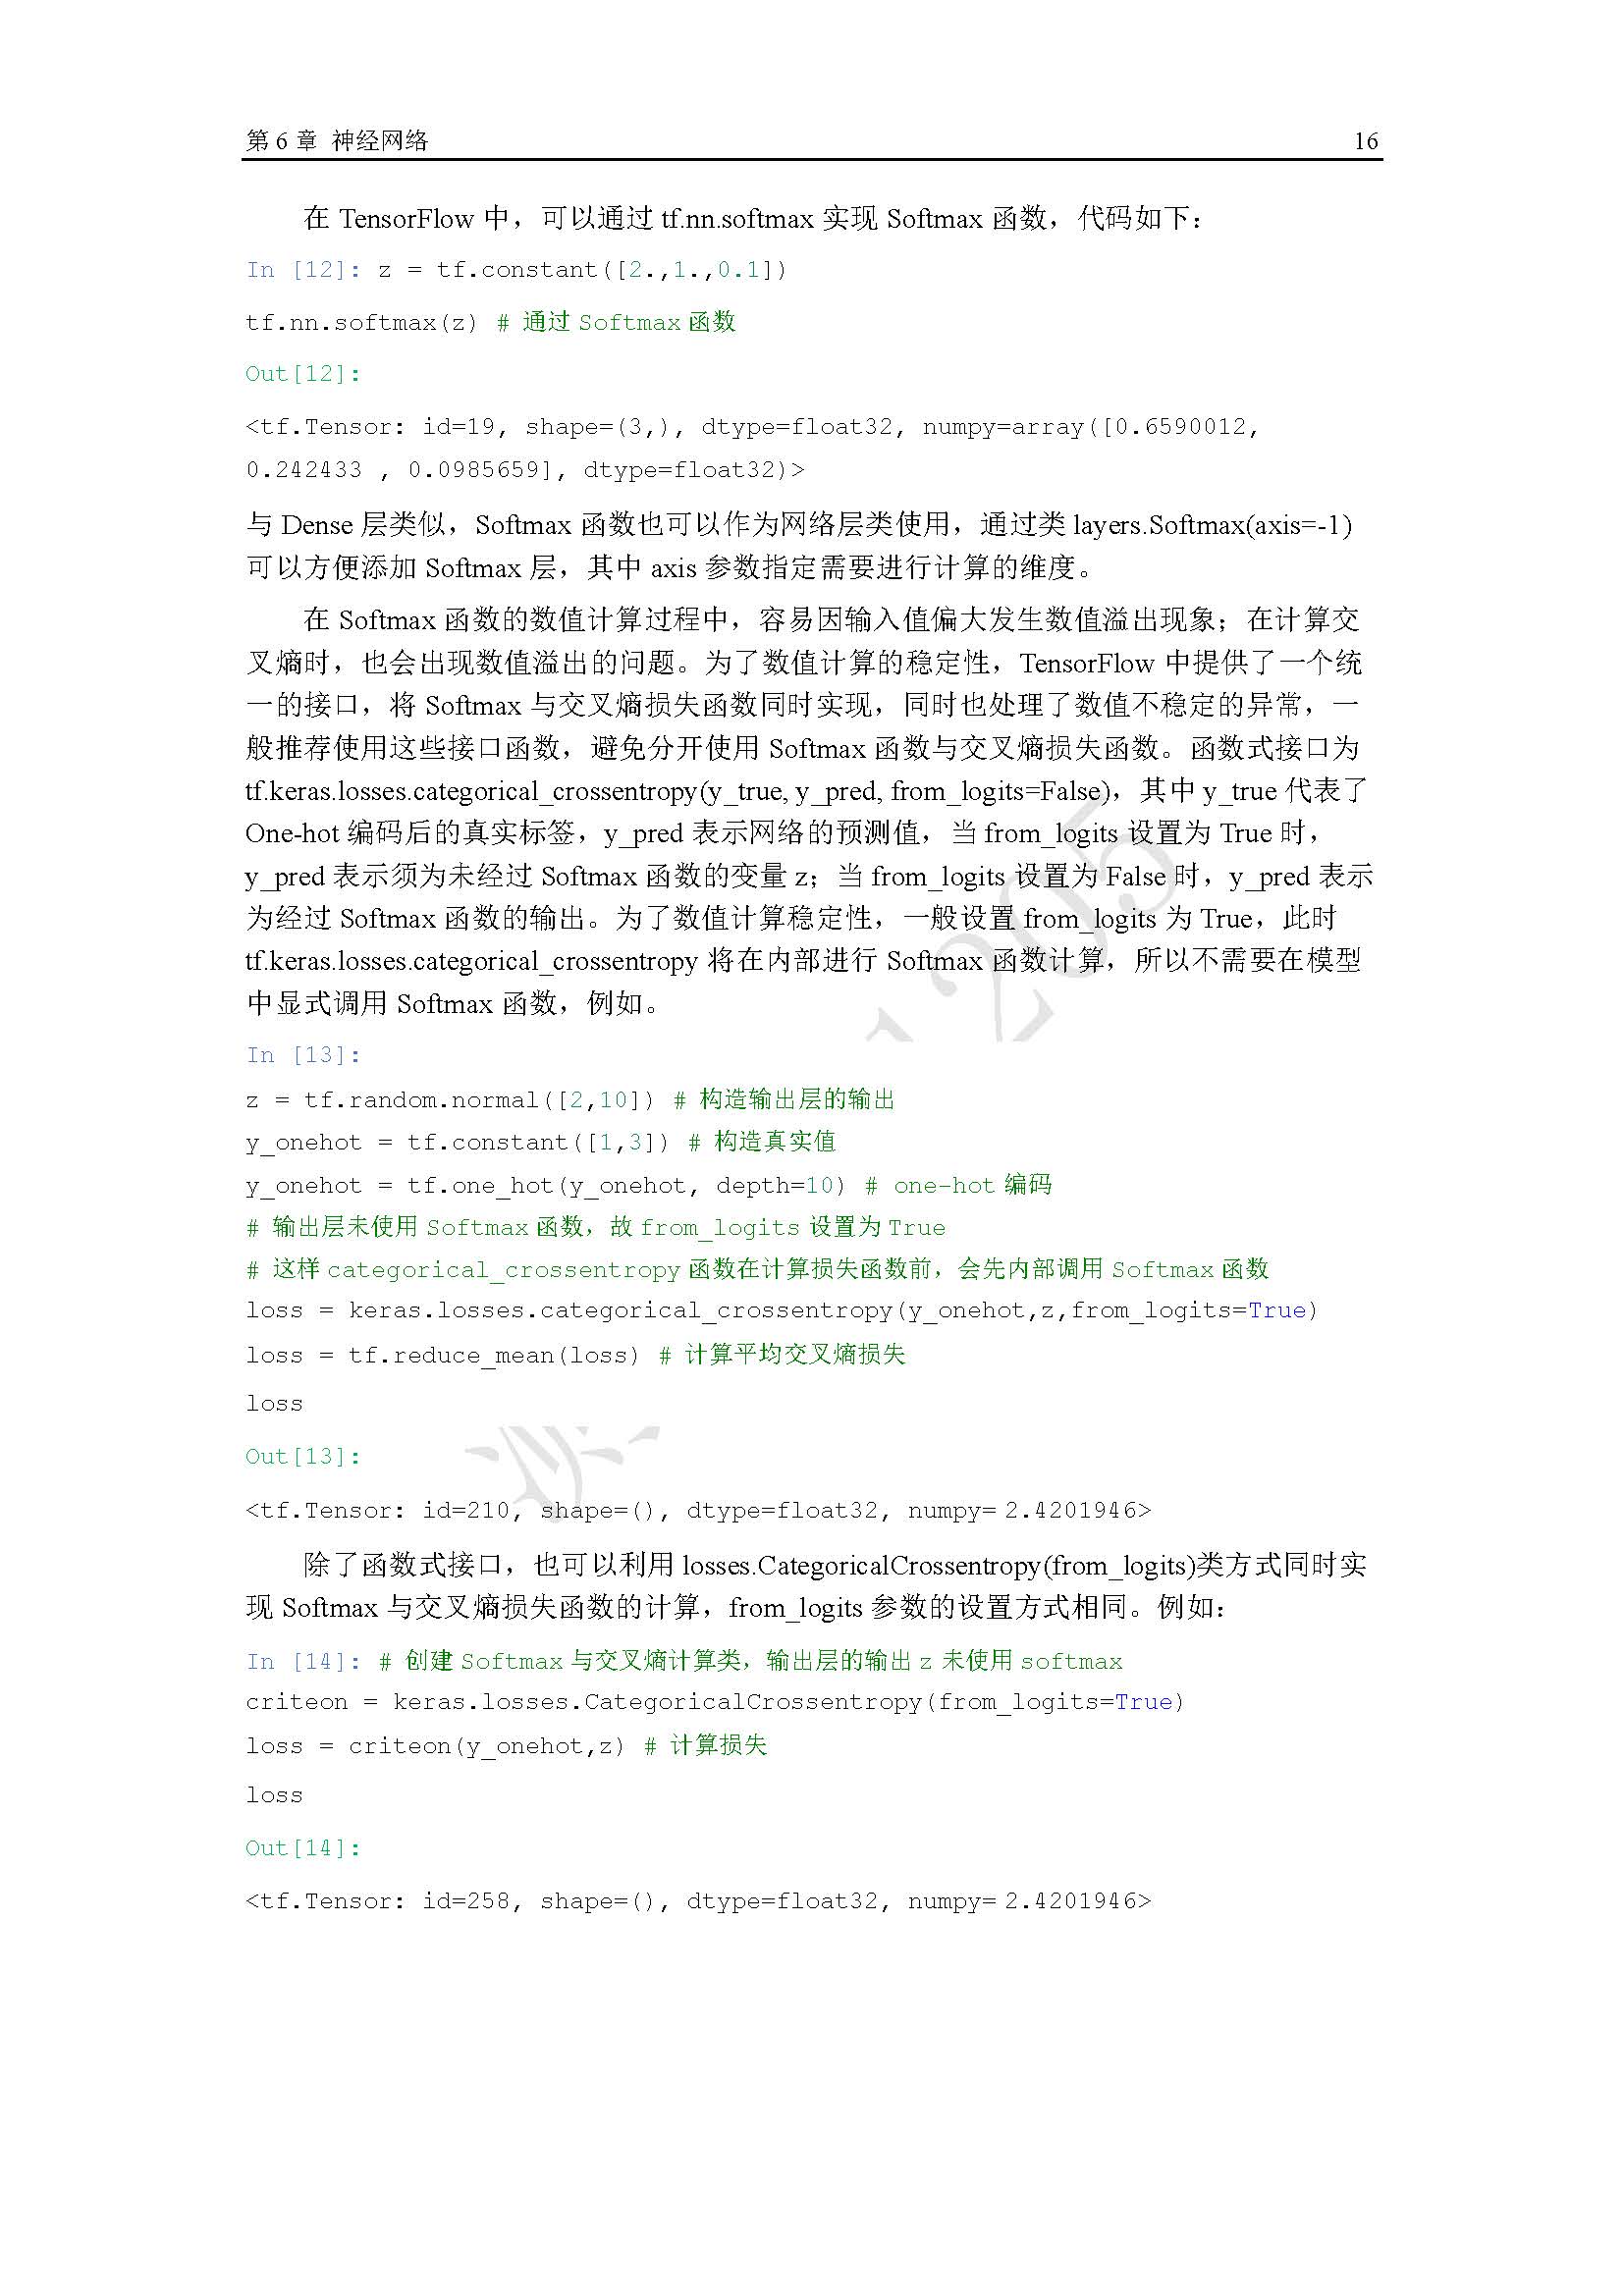 第 6 章 神经网络 16
在 TensorFlow 中，可以通过 tf.nn.softmax 实现 Softmax 函数，代码如下：
In [12]: z = tf.constant([2.,1.,0.1])
tf.nn.softmax(z) # 通过 Softmax 函数
Out[12]:
<tf.Tensor: id=19, shape=(3,), dtype=float32, numpy=array([0.6590012,
0.242433 , 0.0985659], dtype=float32)>
与 Dense 层类似，Softmax 函数也可以作为网络层类使用，通过类 layers.Softmax(axis=-1)
可以方便添加 Softmax 层，其中 axis 参数指定需要进行计算的维度。
在 Softmax 函数的数值计算过程中，容易因输入值偏大发生数值溢出现象；在计算交
叉熵时，也会出现数值溢出的问题。为了数值计算的稳定性，TensorFlow 中提供了一个统
一的接口，将 Softmax 与交叉熵损失函数同时实现，同时也处理了数值不稳定的异常，一
般推荐使用这些接口函数，避免分开使用 Softmax 函数与交叉熵损失函数。函数式接口为
tf.keras.losses.categorical_crossentropy(y_true, y_pred, from_logits=False)，其中 y_true 代表了
One-hot 编码后的真实标签，y_pred 表示网络的预测值，当 from_logits 设置为 True 时，
y_pred 表示须为未经过 Softmax 函数的变量 z；当 from_logits 设置为 False 时，y_pred 表示
为经过 Softmax 函数的输出。为了数值计算稳定性，一般设置 from_logits 为 True，此时
tf.keras.losses.categorical_crossentropy 将在内部进行 Softmax 函数计算，所以不需要在模型
中显式调用 Softmax 函数，例如。
In [13]:
z = tf.random.normal([2,10]) # 构造输出层的输出
y_onehot = tf.constant([1,3]) # 构造真实值
y_onehot = tf.one_hot(y_onehot, depth=10) # one-hot 编码
# 输出层未使用 Softmax 函数，故 from_logits 设置为 True
# 这样 categorical_crossentropy 函数在计算损失函数前，会先内部调用 Softmax 函数
loss = keras.losses.categorical_crossentropy(y_onehot,z,from_logits=True)
loss = tf.reduce_mean(loss) # 计算平均交叉熵损失
loss
Out[13]:
<tf.Tensor: id=210, shape=(), dtype=float32, numpy= 2.4201946>
除了函数式接口，也可以利用 losses.CategoricalCrossentropy(from_logits)类方式同时实
现 Softmax 与交叉熵损失函数的计算，from_logits 参数的设置方式相同。例如：
In [14]: # 创建 Softmax 与交叉熵计算类，输出层的输出 z 未使用 softmax
criteon = keras.losses.CategoricalCrossentropy(from_logits=True)
loss = criteon(y_onehot,z) # 计算损失
loss
Out[14]:
<tf.Tensor: id=258, shape=(), dtype=float32, numpy= 2.4201946>